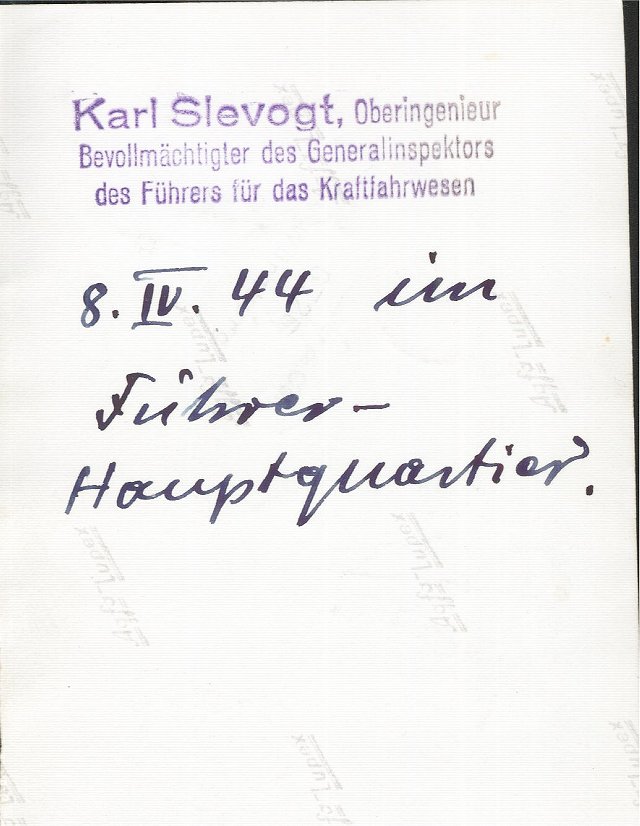 Karl Slevogt, Oberingenieur
Bevollmächtigter des Generalinspektors
des Führers für das Kraftfahrwesen
8. IV. 44 im
Führer-
Hauptquartier.